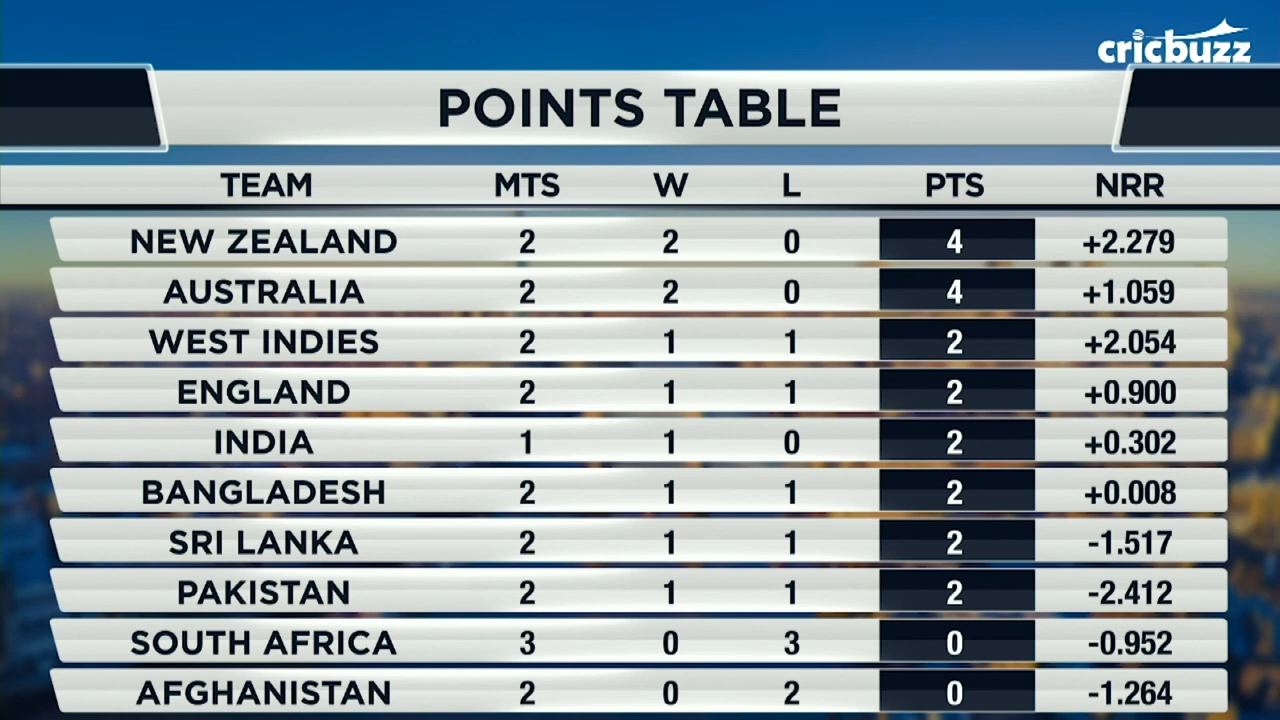 cricbuzz
POINTS TABLE
TEAM MTS W L PTS NRR
NEW ZEALAND 2 2 0 4 +2.279
AUSTRALIA 2 2 0 4 +1.059
WEST INDIES 2 1 1 2 +2.054
ENGLAND 2 1 1 2 +0.900
INDIA 1 1 0 2 +0.302
BANGLADESH 2 1 1 2 +0.008
SRI LANKA 2 1 1 2 -1.517
PAKISTAN 2 1 1 2 -2.412
SOUTH AFRICA 3 0 3 0 -0.952
AFGHANISTAN 2 0 2 0 -1.264